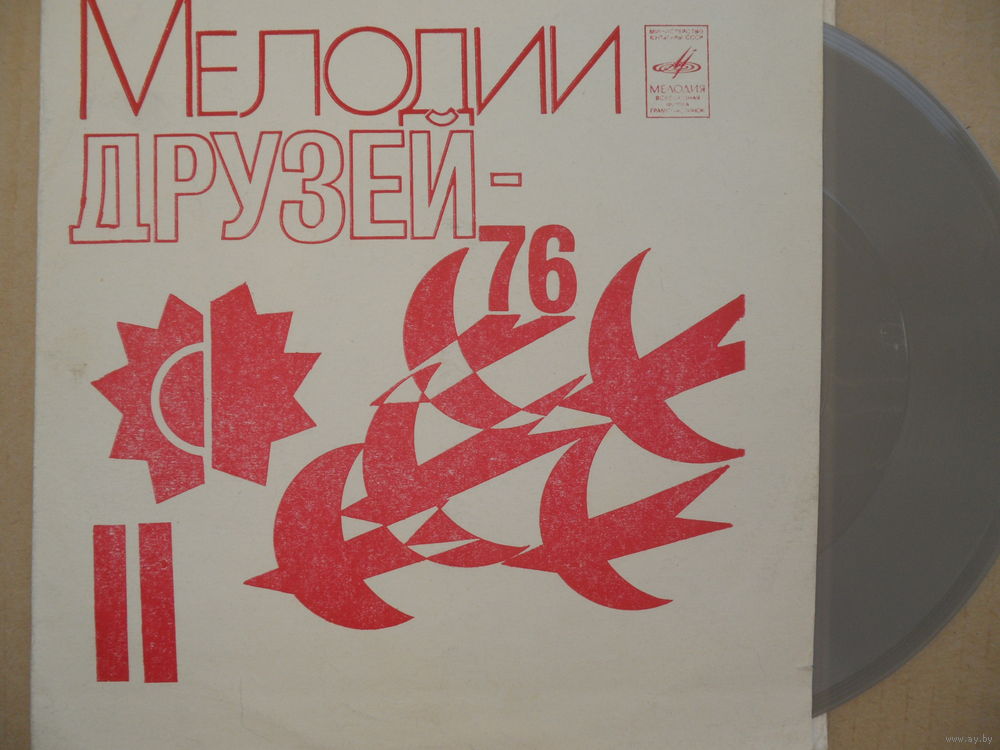 МЕЛОДИИ
ДРУЗЕЙ-
76
МИНИСТЕРСТВО
КУЛЬТУРЫ СССР
МЕЛОДИЯ
ВСЕСОЮЗНАЯ
ФИРМА
ГРАМПЛАСТИНОК
II
www.ay.by